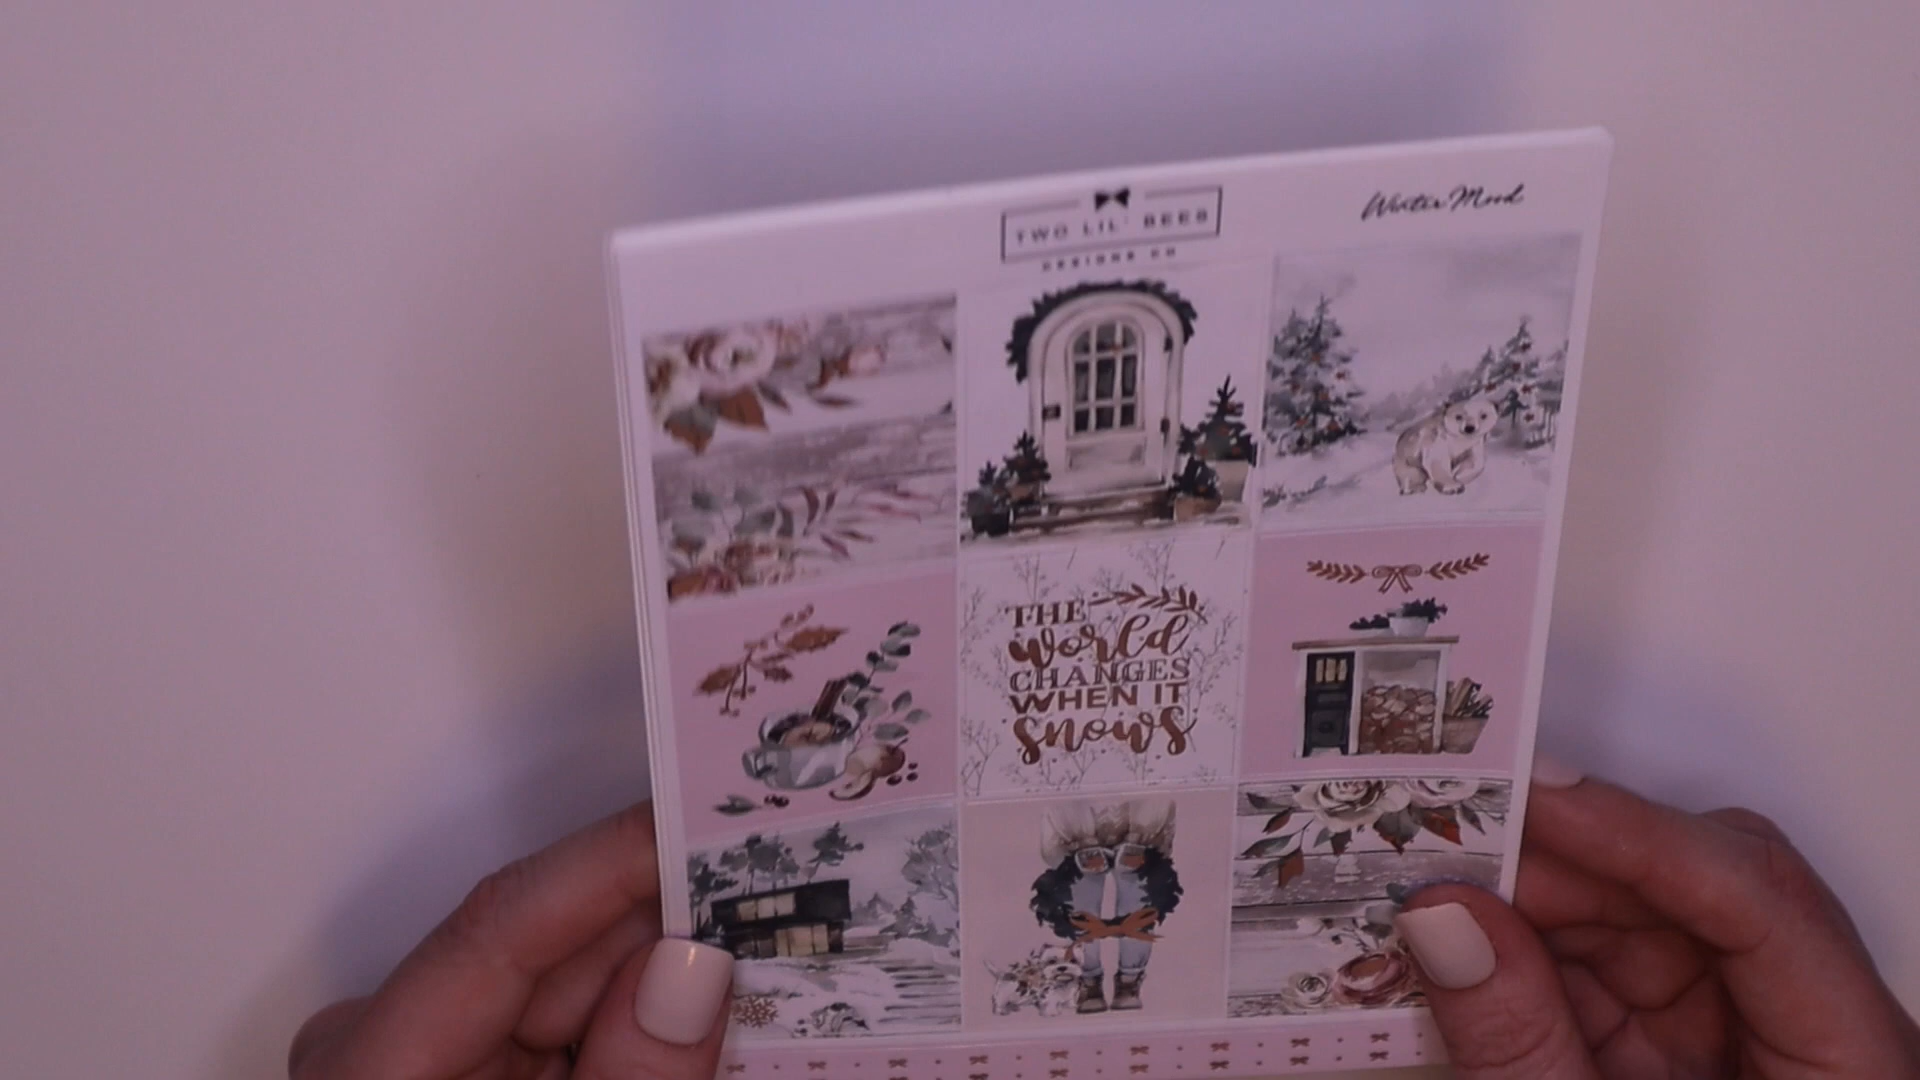 TWO LIL' BEES
DESIGNS CO
Winter Mood
THE
world
CHANGES
WHEN IT
snows